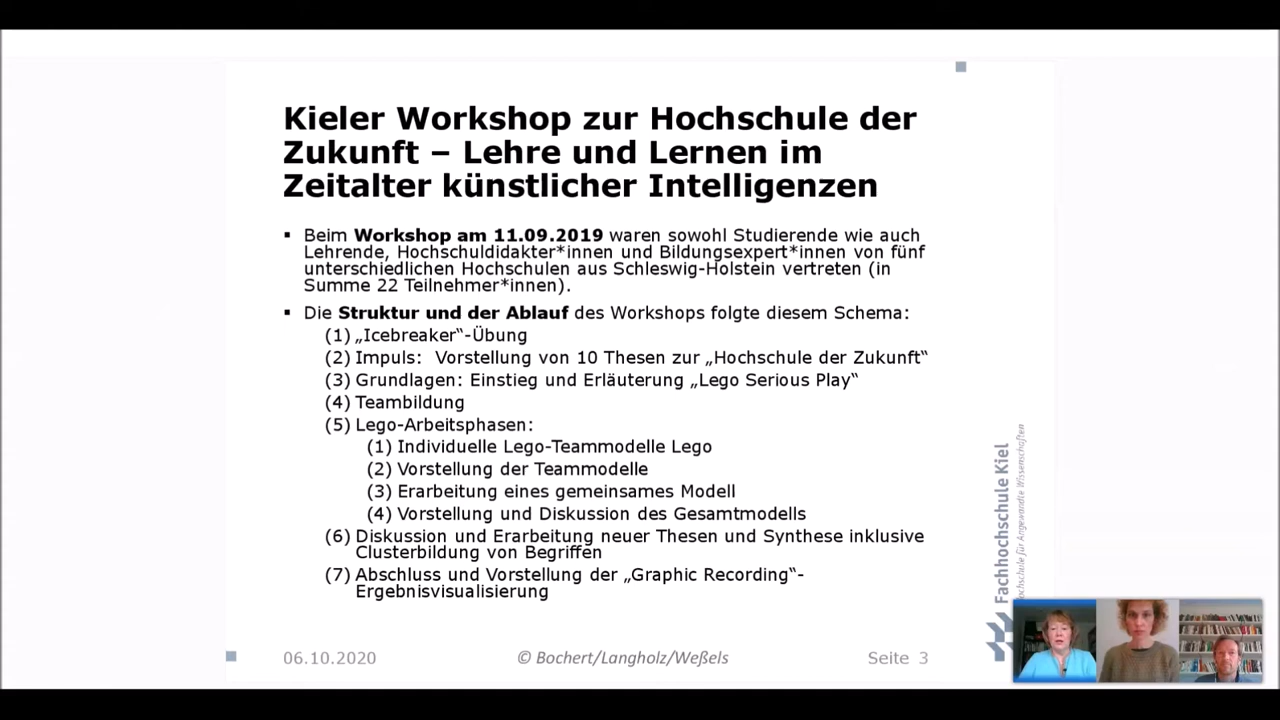 Kieler Workshop zur Hochschule der
Zukunft – Lehre und Lernen im
Zeitalter künstlicher Intelligenzen
▪ Beim Workshop am 11.09.2019 waren sowohl Studierende wie auch
Lehrende, Hochschuldidakter*innen und Bildungsexpert*innen von fünf
unterschiedlichen Hochschulen aus Schleswig-Holstein vertreten (in
Summe 22 Teilnehmer*innen).
▪ Die Struktur und der Ablauf des Workshops folgte diesem Schema:
(1) „Icebreaker“-Übung
(2) Impuls: Vorstellung von 10 Thesen zur „Hochschule der Zukunft“
(3) Grundlagen: Einstieg und Erläuterung „Lego Serious Play“
(4) Teambildung
(5) Lego-Arbeitsphasen:
(1) Individuelle Lego-Teammodelle Lego
(2) Vorstellung der Teammodelle
(3) Erarbeitung eines gemeinsames Modell
(4) Vorstellung und Diskussion des Gesamtmodells
(6) Diskussion und Erarbeitung neuer Thesen und Synthese inklusive
Clusterbildung von Begriffen
(7) Abschluss und Vorstellung der „Graphic Recording“-
Ergebnisvisualisierung
Fachhochschule Kiel
Hochschule für Angewandte Wissenschaften
06.10.2020
© Bochert/Langholz/Weßels
Seite 3